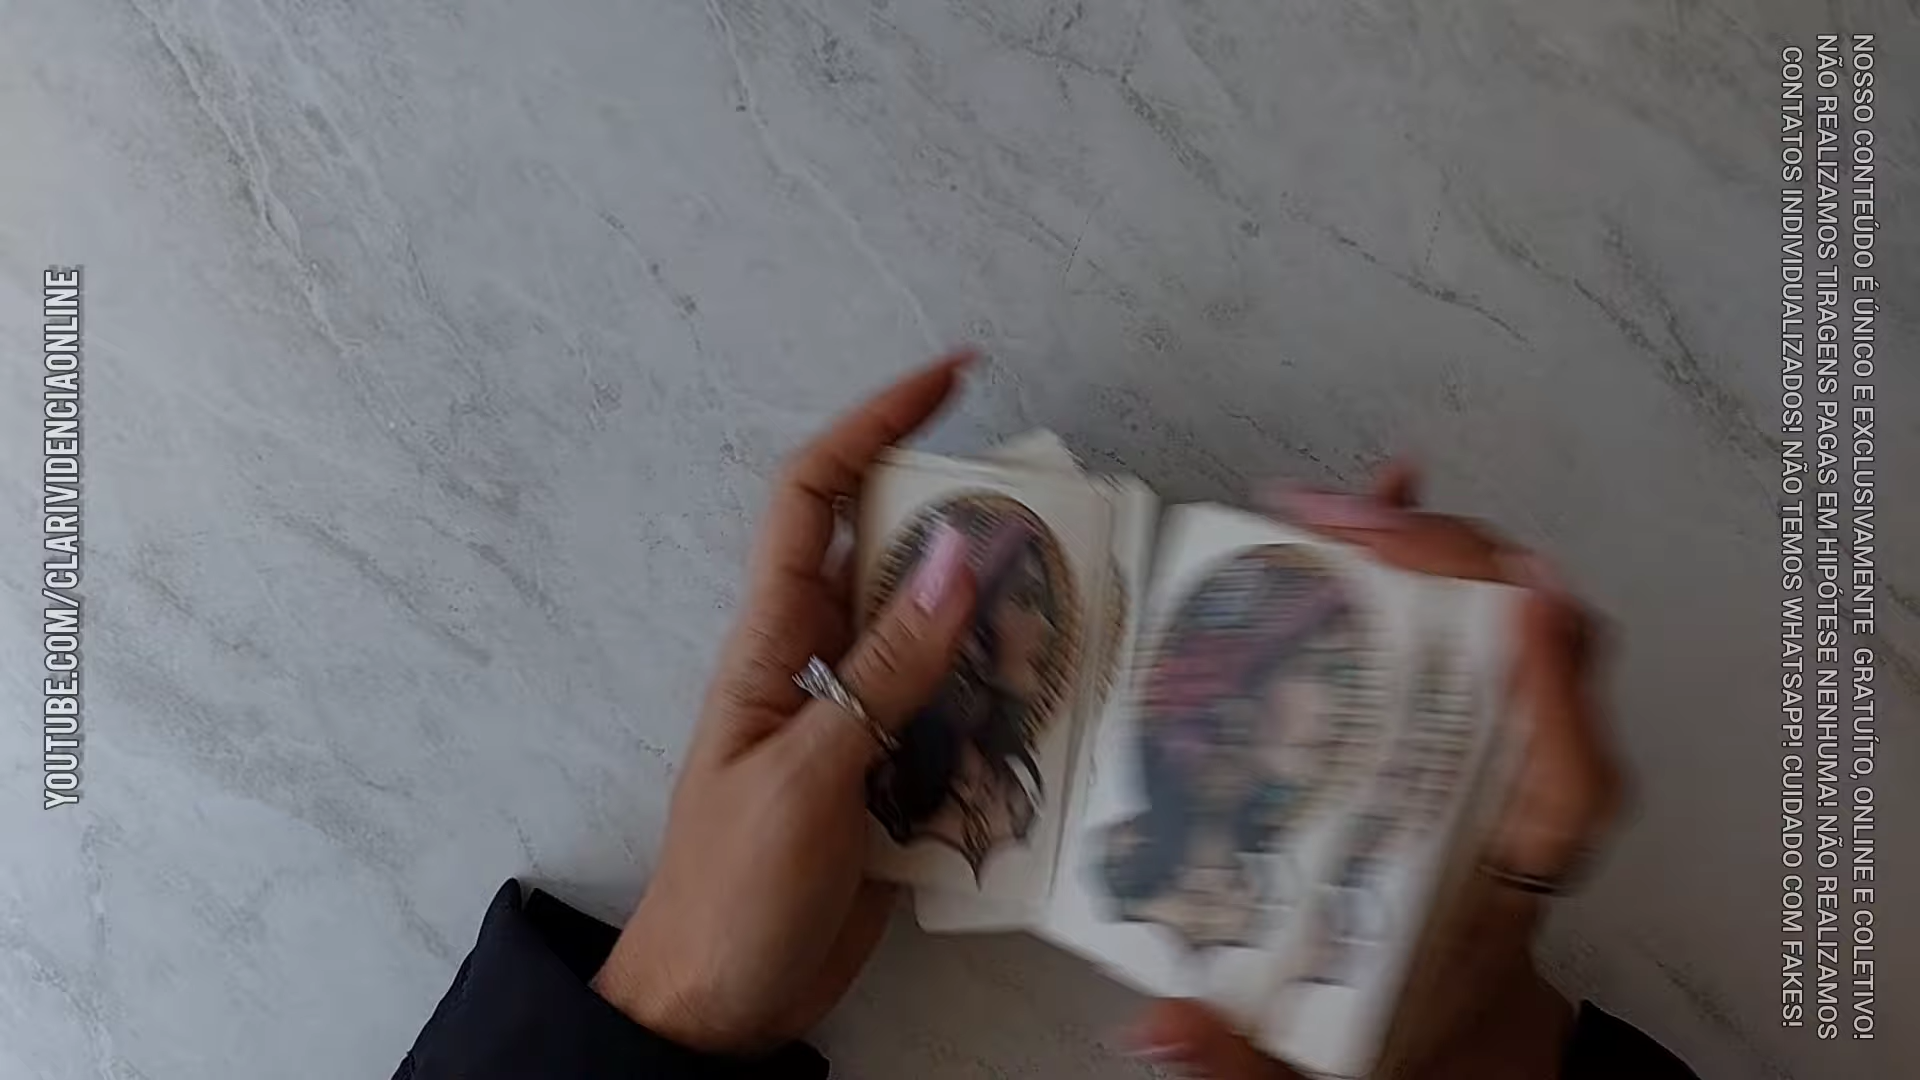 YOUTUBE.COM/CLARIVIDENCIAONLINE
NOSSO CONTEÚDO É ÚNICO E EXCLUSIVAMENTE GRATUÍTO, ONLINE E COLETIVO!
NÃO REALIZAMOS TIRAGENS PAGAS EM HIPÓTESE NENHUMA! NÃO REALIZAMOS
CONTATOS INDIVIDUALIZADOS! NÃO TEMOS WHATSAPP! CUIDADO COM FAKES!